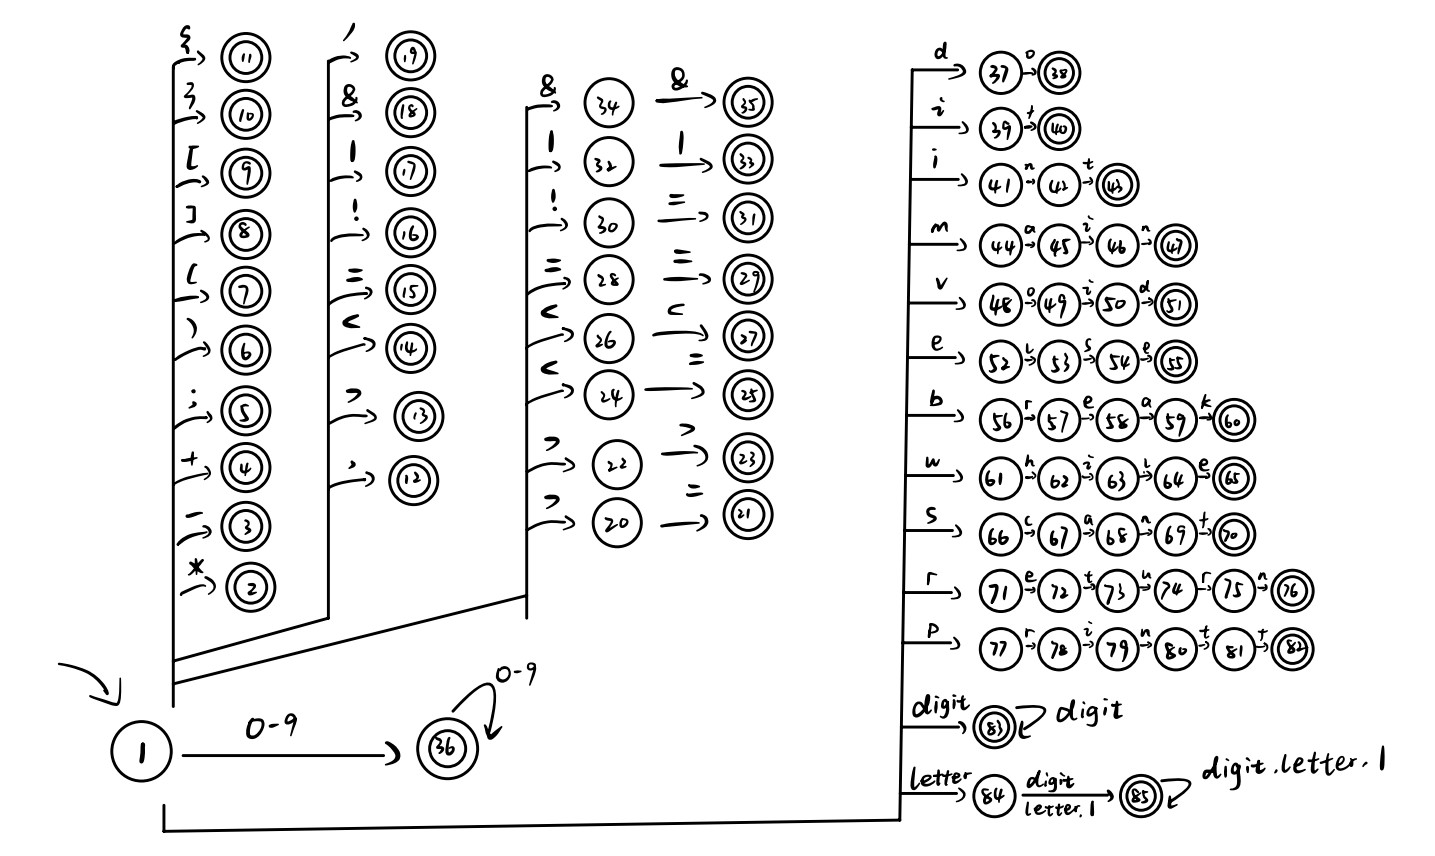 { 11
} 10
[ 9
] 8
( 7
) 6
; 5
+ 4
- 3
* 2
/ 19
& 18
| 17
! 16
= 15
< 14
> 13
, 12
& 34 & 35
| 32 | 33
! 30 = 31
= 28 = 29
< 26 < 27
< 24 = 25
> 22 > 23
> 20 = 21
1 0-9 36 0-9
d 37 o 38
i 39 f 40
i 41 n 42 t 43
m 44 a 45 i 46 n 47
v 48 o 49 i 50 d 51
e 52 l 53 s 54 e 55
b 56 r 57 e 58 a 59 k 60
w 61 h 62 i 63 l 64 e 65
s 66 c 67 a 68 n 69 f 70
r 71 e 72 t 73 u 74 r 75 n 76
p 77 r 78 i 79 n 80 t 81 f 82
digit 83 digit
letter 84 digit letter.| 85 digit.letter.|